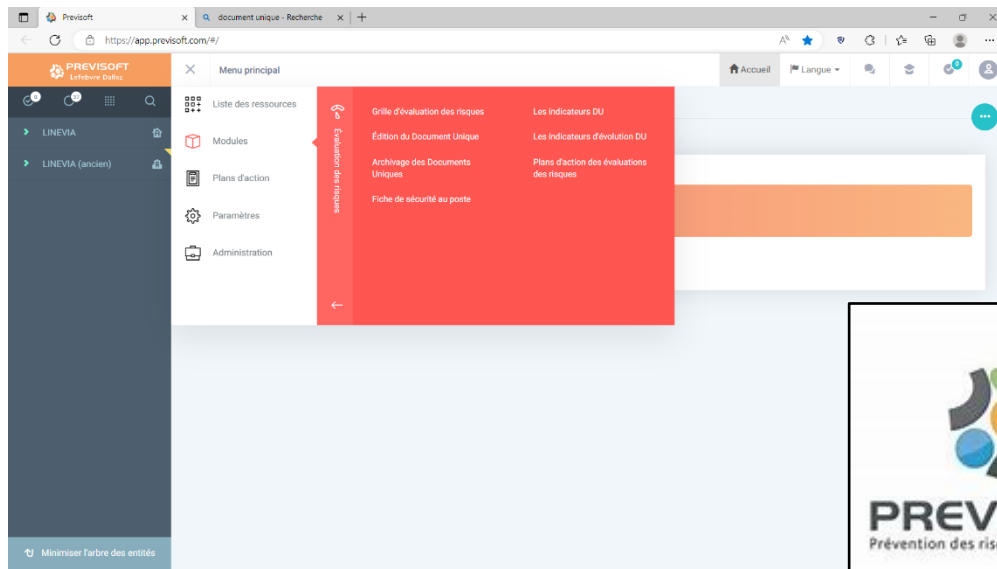 Previsoft
document unique - Recherche
https://app.previsoft.com/#/
PREVISOFT
Lefebvre Dalloz
Menu principal
Accueil
Langue
0
0
33
LINEVIA
LINEVIA (ancien)
Liste des ressources
Modules
Plans d'action
Paramètres
Administration
Évaluation des risques
Grille d'évaluation des risques
Les indicateurs DU
Édition du Document Unique
Les indicateurs d'évolution DU
Archivage des Documents
Uniques
Plans d'action des évaluations
des risques
Fiche de sécurité au poste
PREV
Prévention des ris
Minimiser l'arbre des entités